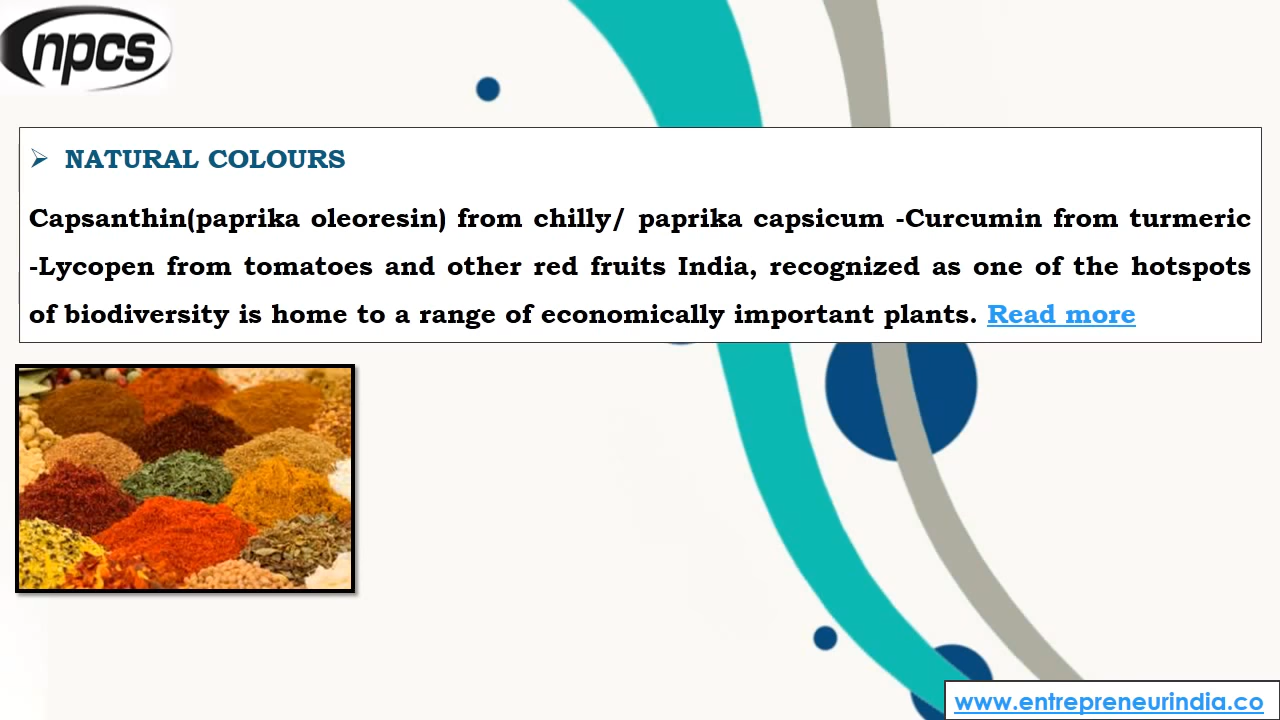 npcs
➢ NATURAL COLOURS
Capsanthin(paprika oleoresin) from chilly/ paprika capsicum -Curcumin from turmeric
-Lycopen from tomatoes and other red fruits India, recognized as one of the hotspots
of biodiversity is home to a range of economically important plants. Read more
www.entrepreneurindia.co